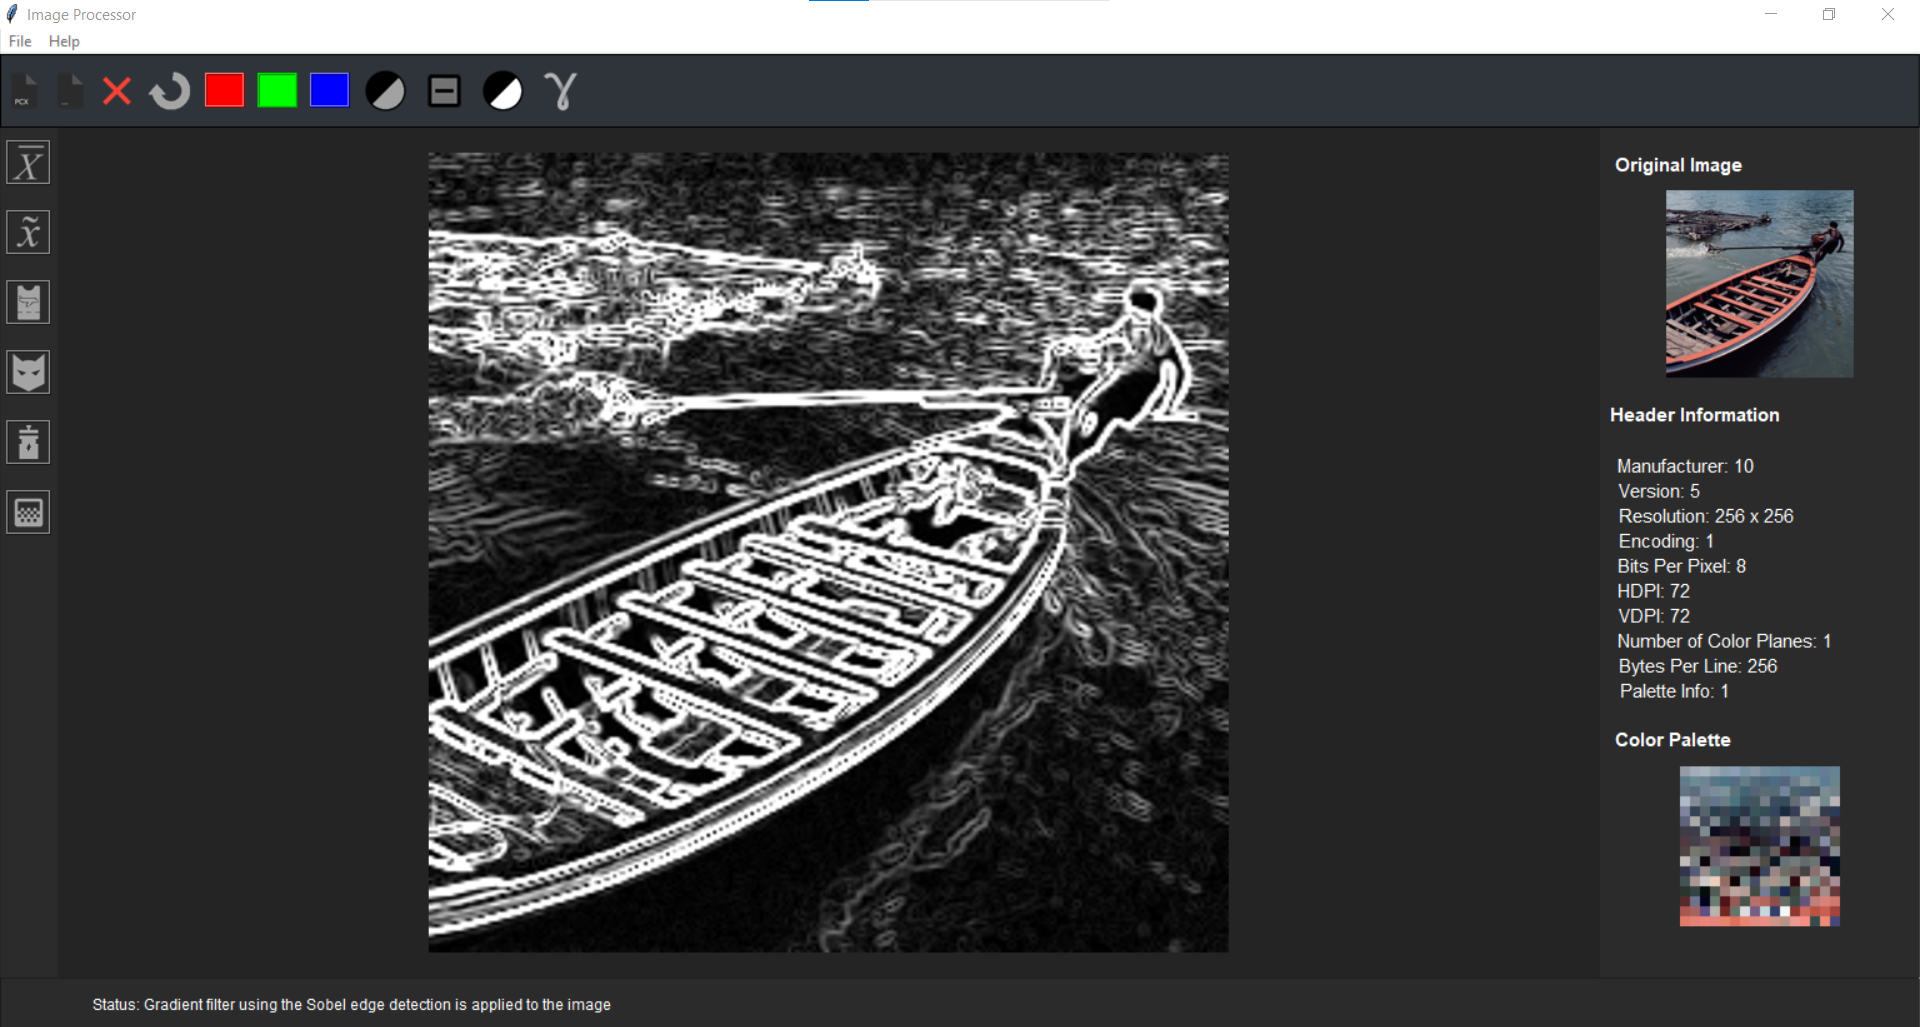 Image Processor
File Help
PCX
γ
X
x̃
Original Image
Header Information
Manufacturer: 10
Version: 5
Resolution: 256 x 256
Encoding: 1
Bits Per Pixel: 8
HDPI: 72
VDPI: 72
Number of Color Planes: 1
Bytes Per Line: 256
Palette Info: 1
Color Palette
Status: Gradient filter using the Sobel edge detection is applied to the image